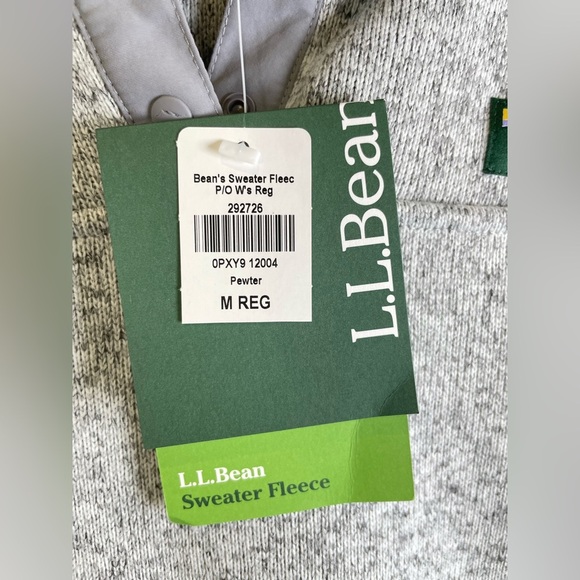 Bean's Sweater Fleec
P/O W's Reg
292726
0PXY9 12004
Pewter
M REG
L.L.Bean
L.L.Bean
Sweater Fleece